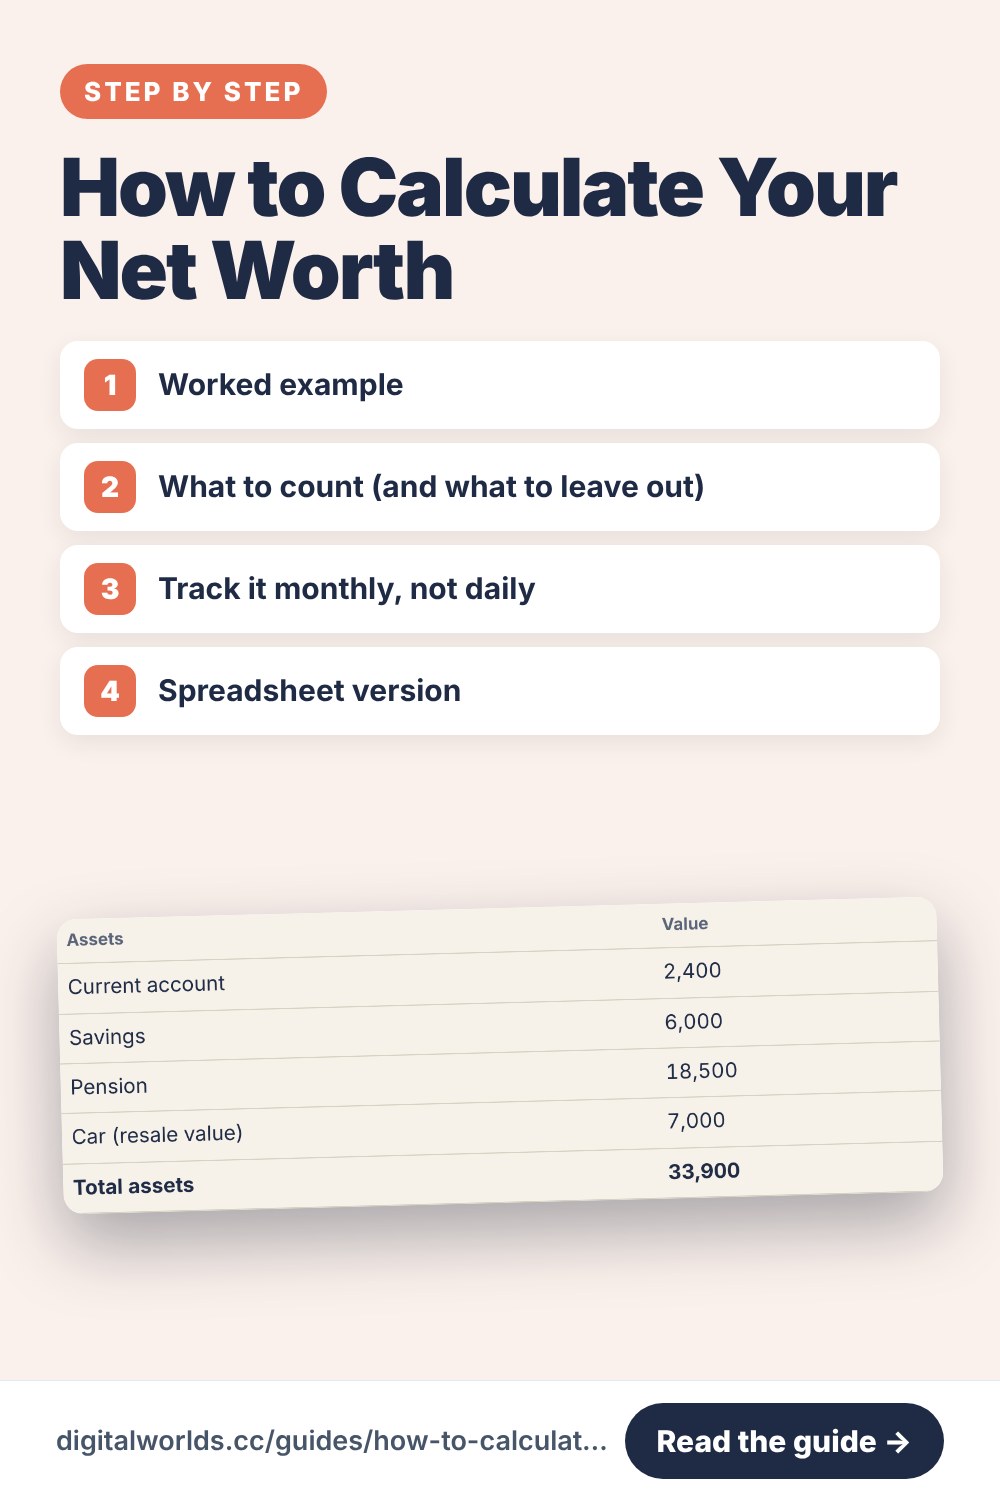 STEP BY STEP
How to Calculate Your
Net Worth
1 Worked example
2 What to count (and what to leave out)
3 Track it monthly, not daily
4 Spreadsheet version
Assets Value
Current account 2,400
Savings 6,000
Pension 18,500
Car (resale value) 7,000
Total assets 33,900
digitalworlds.cc/guides/how-to-calculat... Read the guide →